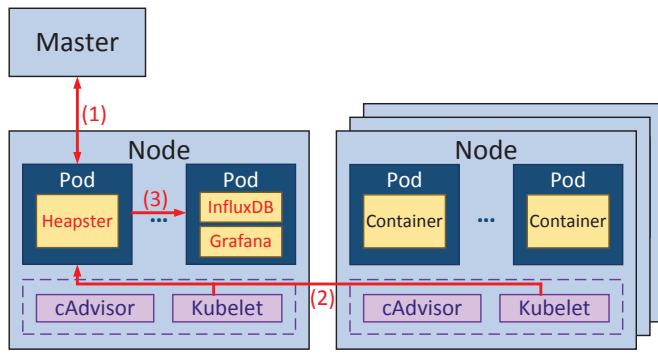 Master
(1)
Node
Pod
Heapster
(3)
...
Pod
InfluxDB
Grafana
cAdvisor
Kubelet
(2)
Node
Pod
Container
...
Pod
Container
cAdvisor
Kubelet